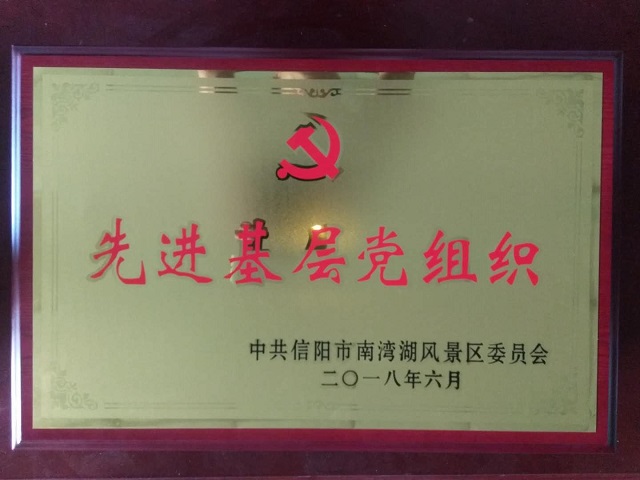 先进基层党组织
中共信阳市南湾湖风景区委员会
二〇一八年六月